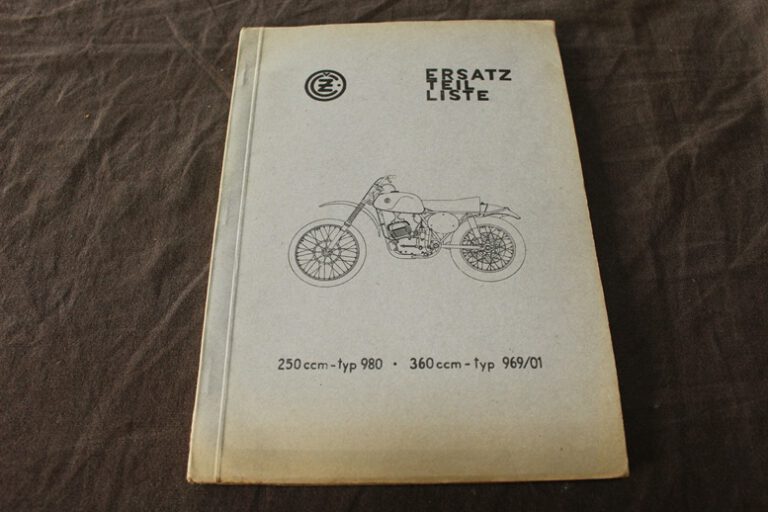 ČZ
ERSATZ
TEIL
LISTE
250 ccm - typ 980 • 360 ccm - typ 969/01